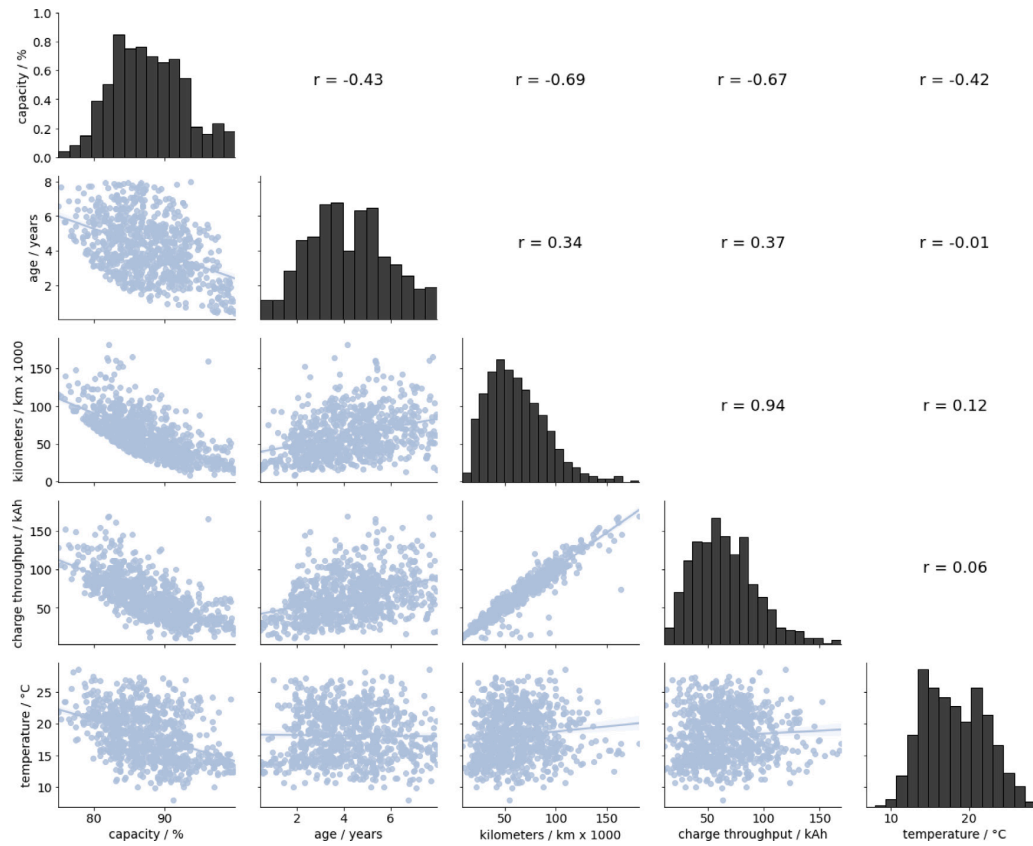 capacity / %
1.0
0.8
0.6
0.4
0.2
0.0
r = -0.43
r = -0.69
r = -0.67
r = -0.42
age / years
8
6
4
2
r = 0.34
r = 0.37
r = -0.01
kilometers / km x 1000
150
100
50
0
r = 0.94
r = 0.12
charge throughput / kAh
150
100
50
r = 0.06
temperature / °C
25
20
15
10
80 90
2 4 6
50 100 150
50 100 150
10 20
capacity / %
age / years
kilometers / km x 1000
charge throughput / kAh
temperature / °C